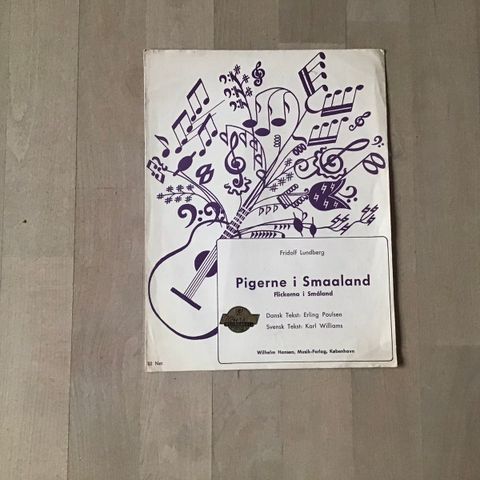 Fridolf Lundberg
Pigerne i Smaaland
Flickorna i Småland
Dansk Tekst: Erling Poulsen
Svensk Tekst: Karl Williams
Wilhelm Hansen, Musik-Forlag, København
Net